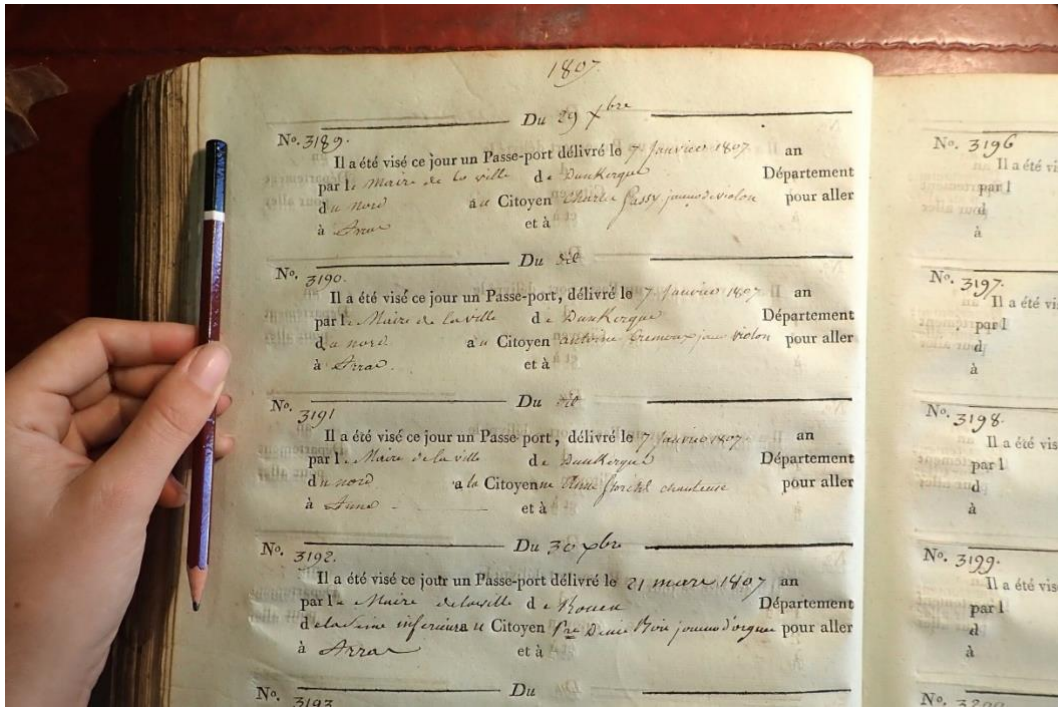 1807.
Du 29 Xbre
No. 3189.
Il a été visé ce jour un Passe-port délivré le 7 Janvier 1807 an
par le Maire de la ville de Dunkerque Département
du nord au Citoyen Charles Gassy joueur de violon pour aller
à Arras et à
Du dit
No. 3190.
Il a été visé ce jour un Passe-port, délivré le 7 Janvier 1807 an
par le Maire de la ville de Dunkerque Département
du nord au Citoyen antoine joueur violon pour aller
à Arras. et à
Du dit
No. 3191
Il a été visé ce jour un Passe-port, délivré le 7 Janvier 1807 an
par l. Maire de la ville de Dunkerque Département
du nord a la Citoyenne chanteuse pour aller
à et à
Du 30 xbre
No. 3192.
Il a été visé ce jour un Passe-port délivré le 21 mars 1807 an
par le Maire de la ville de Rouen Département
de la Seine inferieure au Citoyen Pre Denis joueur d'orgue pour aller
à Arras et à
Du
No. 3193
No. 3196
Il a été vi
par l
d
à
No. 3197.
Il a été vi
par l
d
à
No. 3198.
Il a été vis
par l
d
à
No. 3199.
Il a été vis
par l
d
à
No. 3200